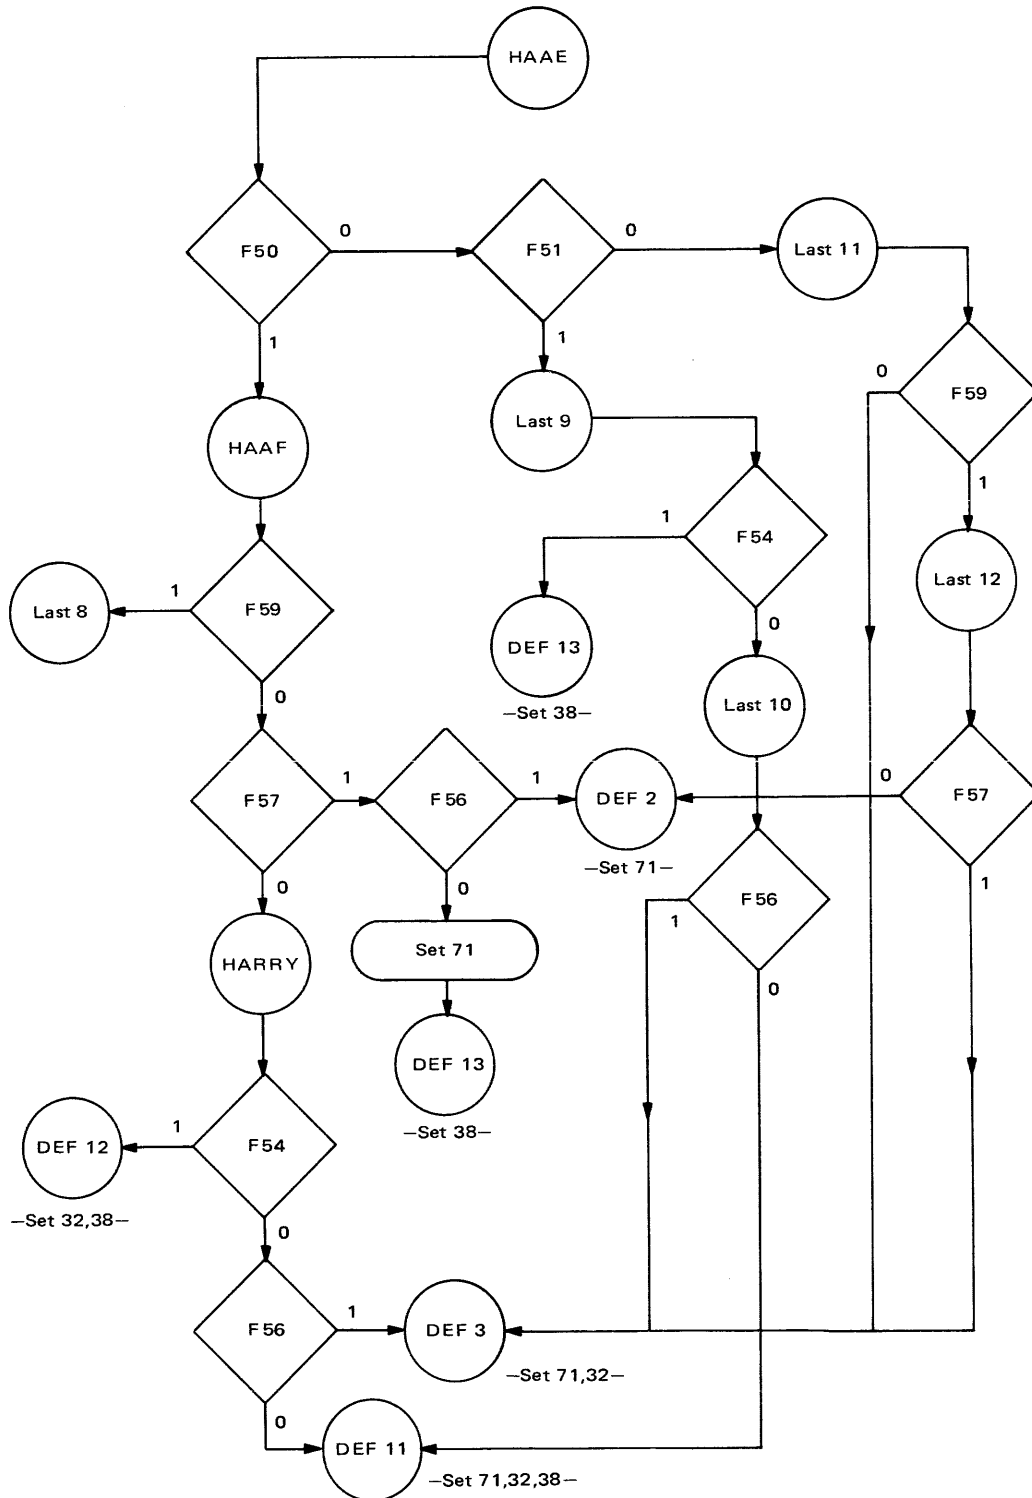 HAAE
F50
0
F51
0
Last 11
1
1
0
F59
HAAF
Last 9
1
1
F54
Last 12
Last 8
1
F59
0
DEF 13
—Set 38—
0
Last 10
F57
1
F56
1
DEF 2
—Set 71—
0
F57
0
0
1
F56
1
HARRY
Set 71
0
DEF 13
—Set 38—
DEF 12
1
F54
—Set 32,38—
0
F56
1
DEF 3
—Set 71,32—
0
DEF 11
—Set 71,32,38—